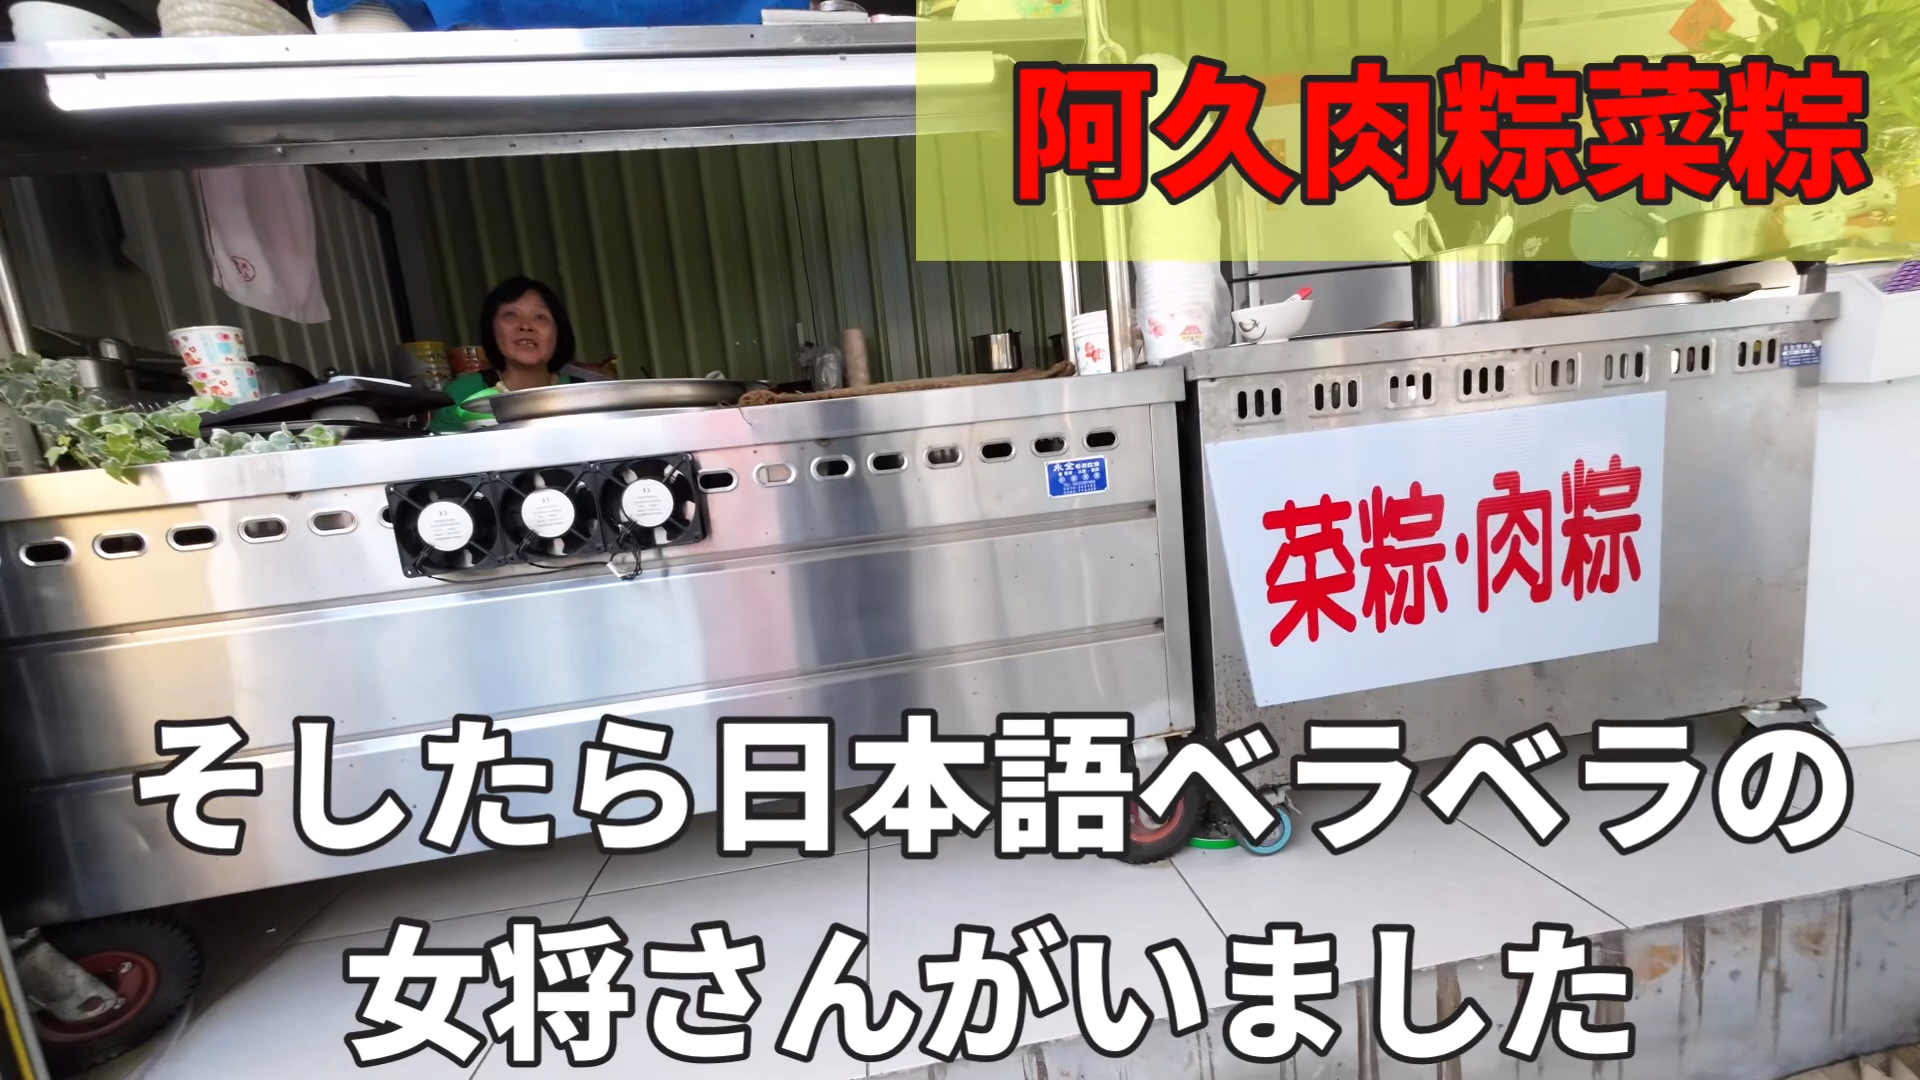 阿久肉粽菜粽
菜粽·肉粽
そしたら日本語ベラベラの
女将さんがいました